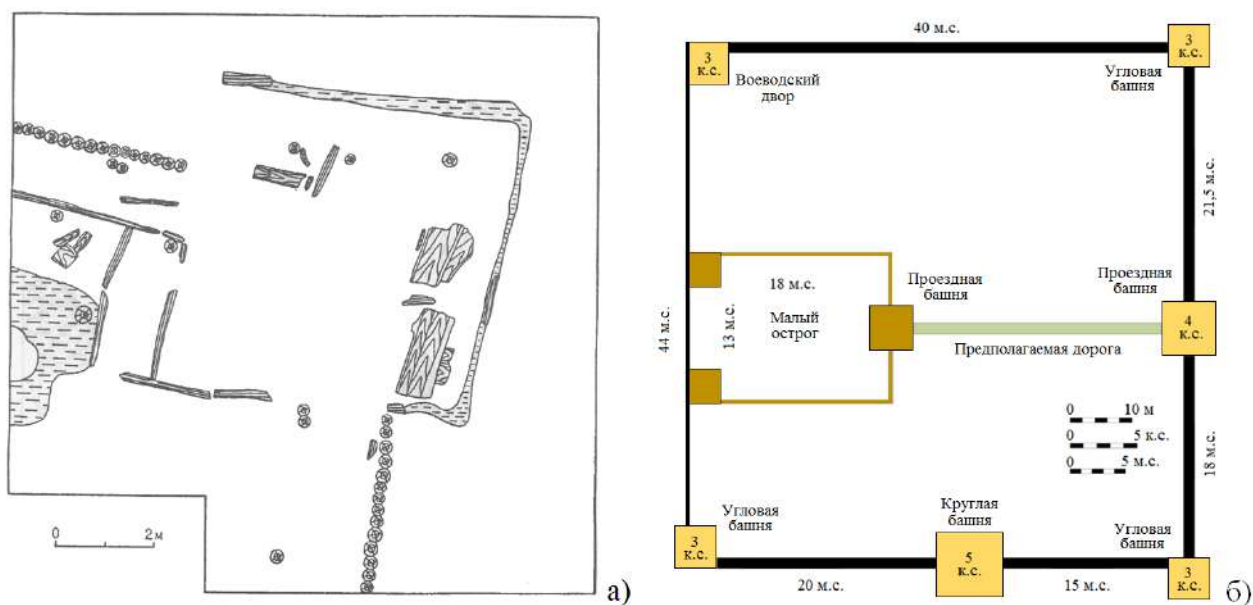 0 2м
а)
40 м.с.
3
к.с.
Воеводский
двор
3
к.с.
Угловая
башня
21,5 м.с.
44 м.с.
18 м.с.
13 м.с.
Малый
острог
Проездная
башня
Проездная
башня
4
к.с.
Предполагаемая дорога
0 10 м
0 5 к.с.
0 5 м.с.
18 м.с.
Угловая
башня
3
к.с.
Круглая
башня
5
к.с.
Угловая
башня
3
к.с.
20 м.с.
15 м.с.
б)